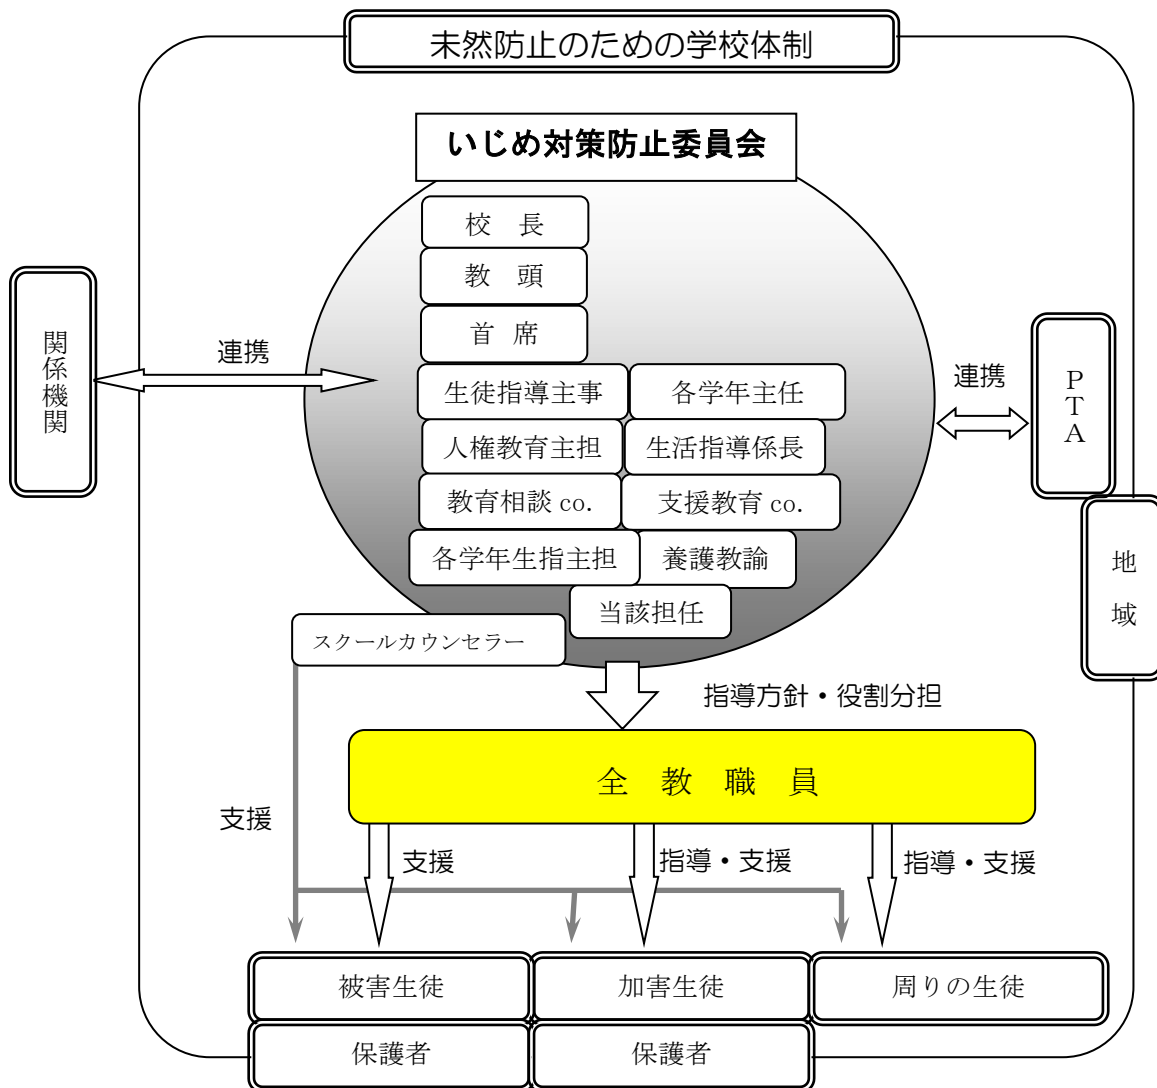 未然防止のための学校体制
いじめ対策防止委員会
校 長
教 頭
首 席
生徒指導主事
各学年主任
人権教育主担
生活指導係長
教育相談 co.
支援教育 co.
各学年生指主担
養護教諭
当該担任
スクールカウンセラー
関係機関
連携
連携
PTA
地域
指導方針・役割分担
全 教 職 員
支援
支援
指導・支援
指導・支援
被害生徒
加害生徒
周りの生徒
保護者
保護者